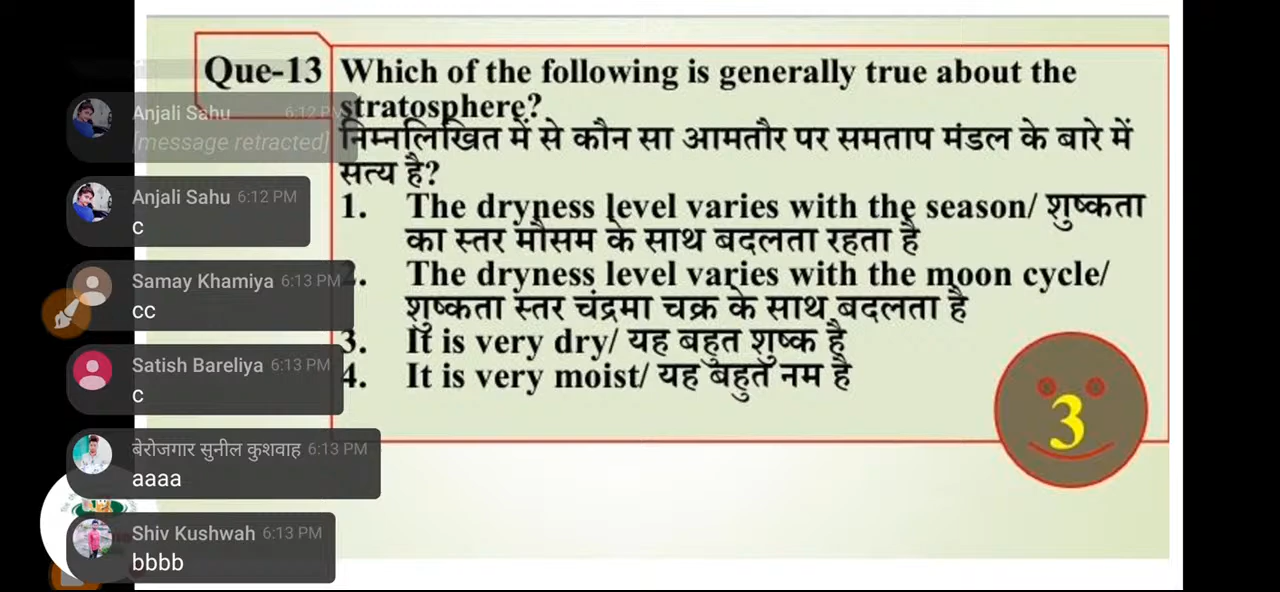 Que-13
Which of the following is generally true about the
stratosphere?
निम्नलिखित में से कौन सा आमतौर पर समताप मंडल के बारे में
सत्य है?
1. The dryness level varies with the season/ शुष्कता
का स्तर मौसम के साथ बदलता रहता है
2. The dryness level varies with the moon cycle/
शुष्कता स्तर चंद्रमा चक्र के साथ बदलता है
3. It is very dry/ यह बहुत शुष्क है
4. It is very moist/ यह बहुत नम है
3
Anjali Sahu 6:12 PM
[message retracted]
Anjali Sahu 6:12 PM
c
Samay Khamiya 6:13 PM
cc
Satish Bareliya 6:13 PM
c
बेरोजगार सुनील कुशवाह 6:13 PM
aaaa
Shiv Kushwah 6:13 PM
bbbb